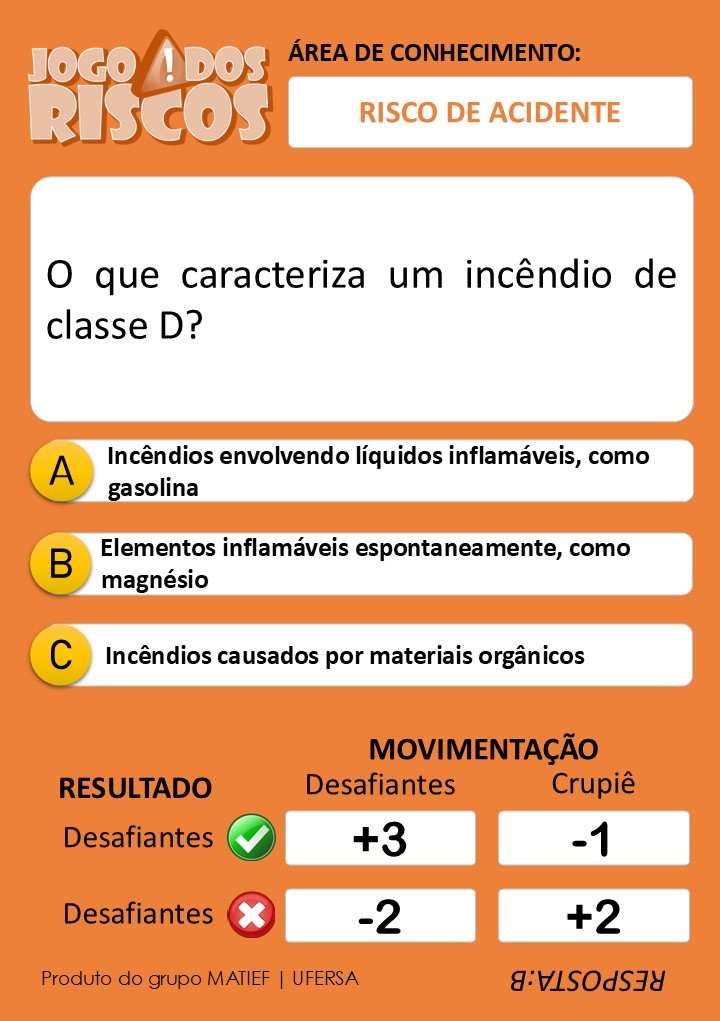 JOGO ! DOS
RISCOS
ÁREA DE CONHECIMENTO:
RISCO DE ACIDENTE
O que caracteriza um incêndio de
classe D?
A
Incêndios envolvendo líquidos inflamáveis, como
gasolina
B
Elementos inflamáveis espontaneamente, como
magnésio
C
Incêndios causados por materiais orgânicos
MOVIMENTAÇÃO
RESULTADO
Desafiantes
Crupiê
Desafiantes
+3
-1
Desafiantes
-2
+2
Produto do grupo MATIEF | UFERSA
RESPOSTA:B